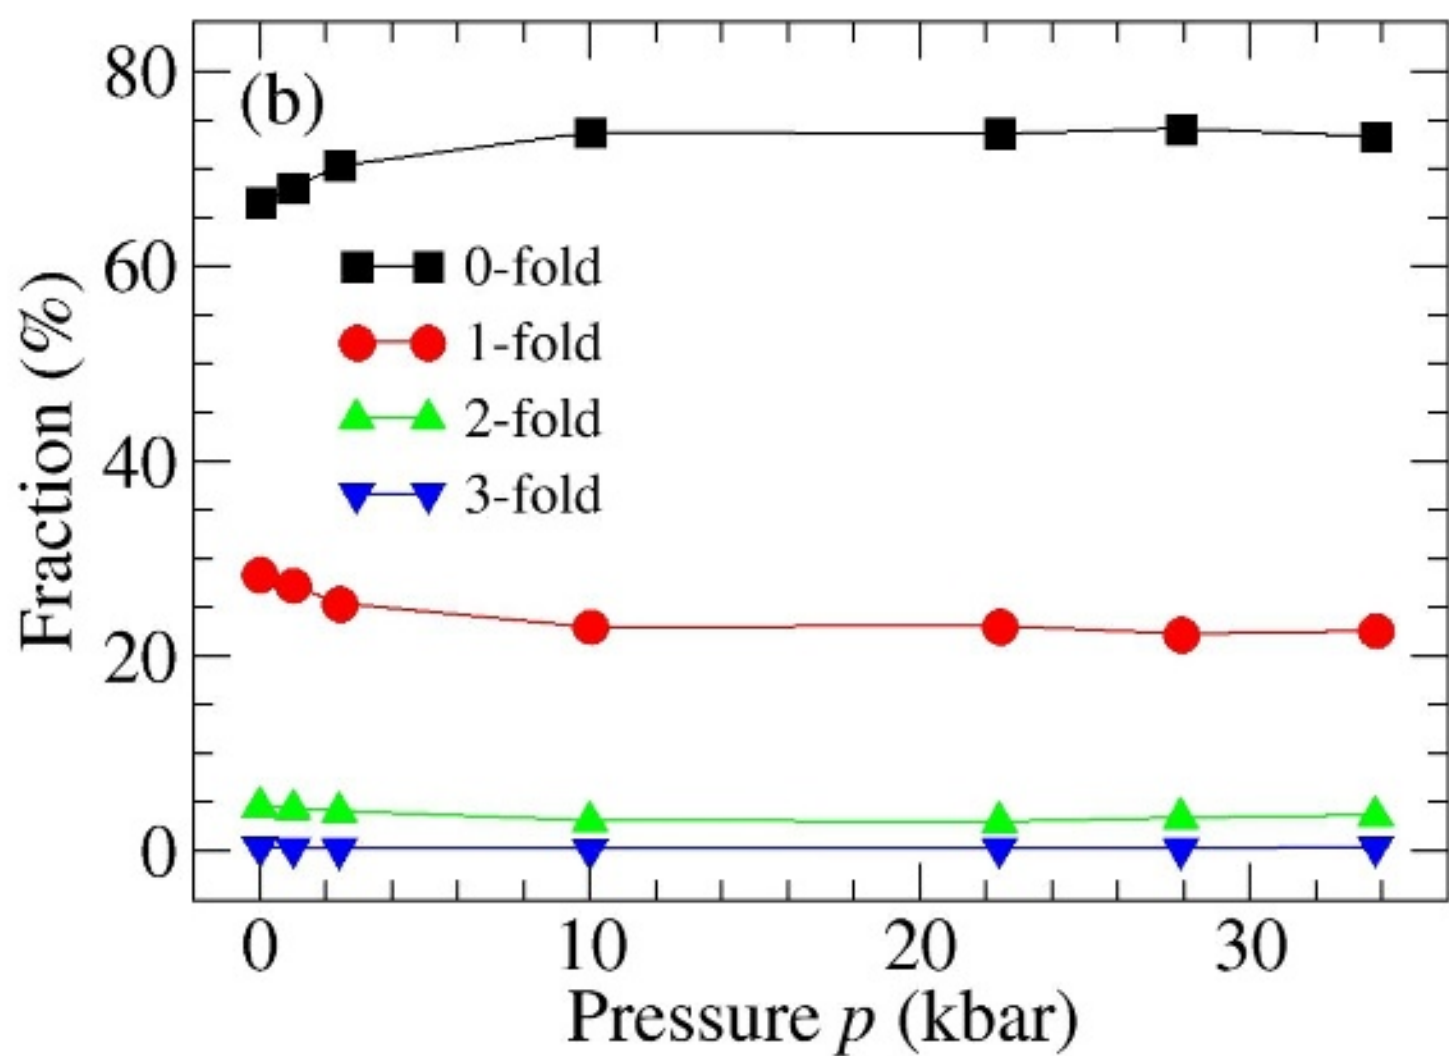 80
(b)
60
0-fold
1-fold
2-fold
3-fold
40
20
0
Fraction (%)
0 10 20 30
Pressure p (kbar)